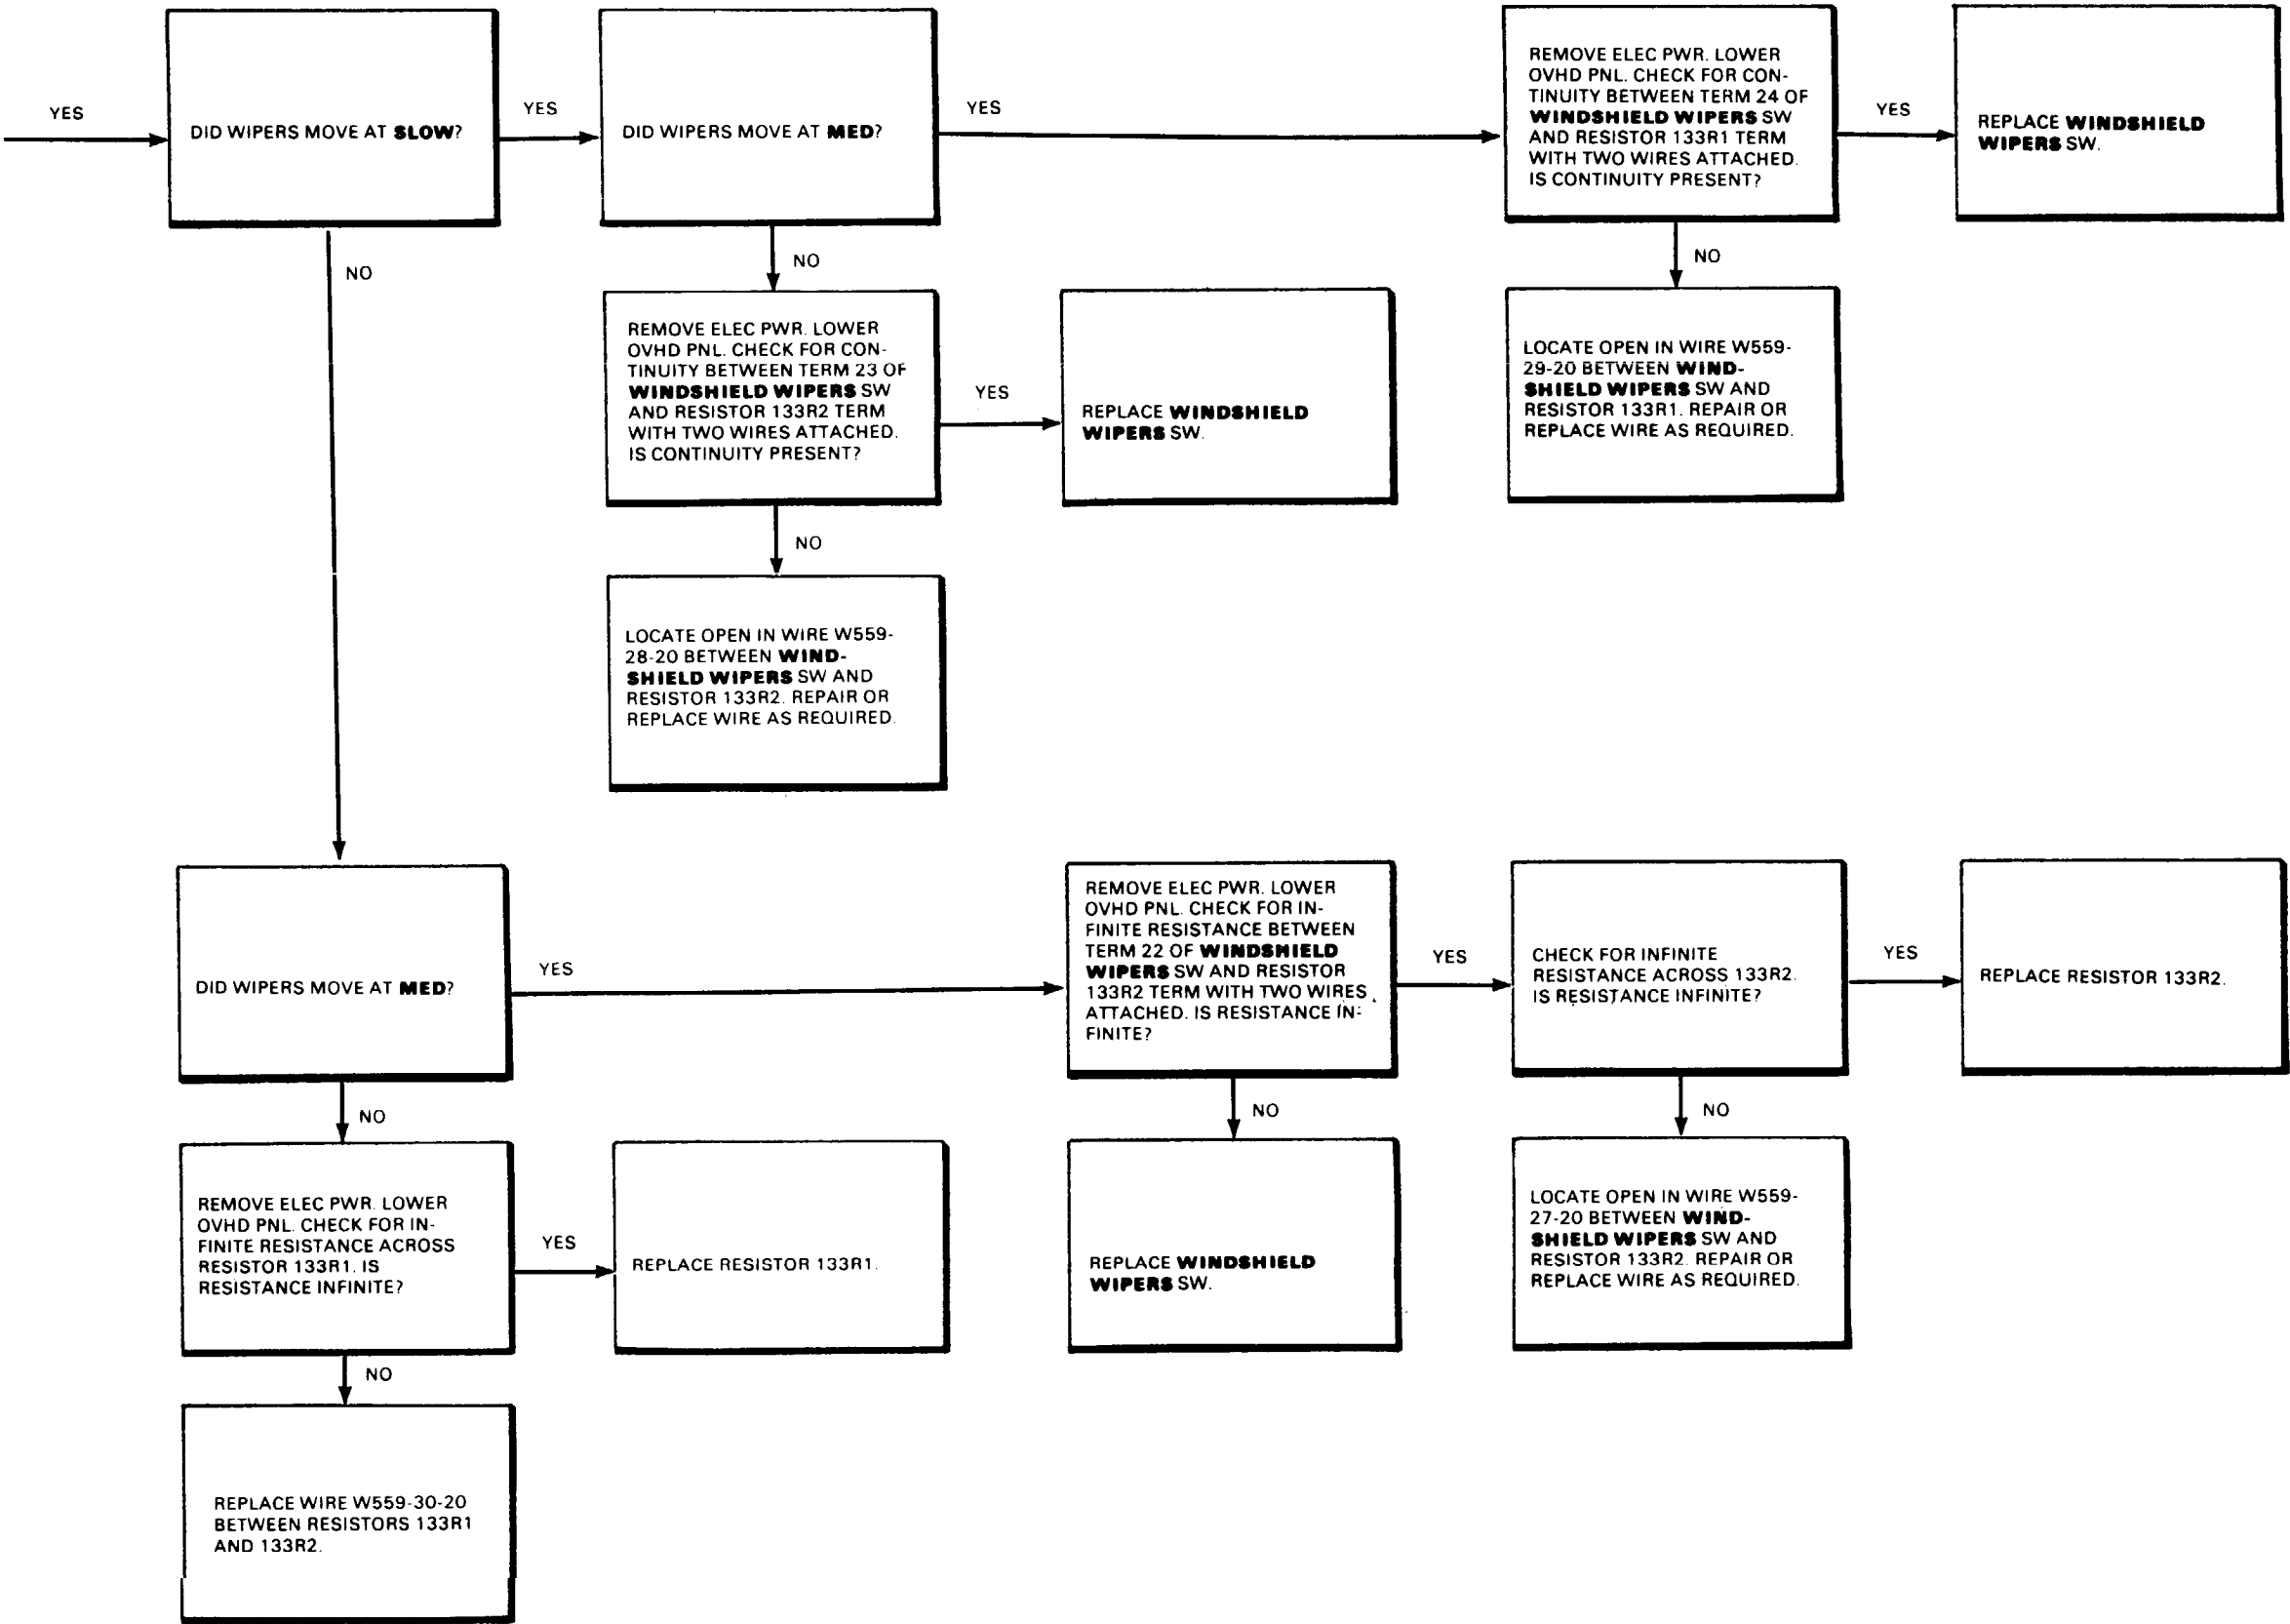 YES
DID WIPERS MOVE AT SLOW?
YES
DID WIPERS MOVE AT MED?
YES
REMOVE ELEC PWR. LOWER
OVHD PNL. CHECK FOR CON-
TINUITY BETWEEN TERM 24 OF
WINDSHIELD WIPERS SW
AND RESISTOR 133R1 TERM
WITH TWO WIRES ATTACHED.
IS CONTINUITY PRESENT?
YES
REPLACE WINDSHIELD
WIPERS SW.
NO
NO
REMOVE ELEC PWR. LOWER
OVHD PNL. CHECK FOR CON-
TINUITY BETWEEN TERM 23 OF
WINDSHIELD WIPERS SW
AND RESISTOR 133R2 TERM
WITH TWO WIRES ATTACHED.
IS CONTINUITY PRESENT?
YES
REPLACE WINDSHIELD
WIPERS SW.
NO
LOCATE OPEN IN WIRE W559-
29-20 BETWEEN WIND-
SHIELD WIPERS SW AND
RESISTOR 133R1. REPAIR OR
REPLACE WIRE AS REQUIRED.
NO
LOCATE OPEN IN WIRE W559-
28-20 BETWEEN WIND-
SHIELD WIPERS SW AND
RESISTOR 133R2. REPAIR OR
REPLACE WIRE AS REQUIRED.
DID WIPERS MOVE AT MED?
YES
REMOVE ELEC PWR. LOWER
OVHD PNL. CHECK FOR IN-
FINITE RESISTANCE BETWEEN
TERM 22 OF WINDSHIELD
WIPERS SW AND RESISTOR
133R2 TERM WITH TWO WIRES
ATTACHED. IS RESISTANCE IN-
FINITE?
YES
CHECK FOR INFINITE
RESISTANCE ACROSS 133R2.
IS RESISTANCE INFINITE?
YES
REPLACE RESISTOR 133R2.
NO
REMOVE ELEC PWR. LOWER
OVHD PNL. CHECK FOR IN-
FINITE RESISTANCE ACROSS
RESISTOR 133R1. IS
RESISTANCE INFINITE?
YES
REPLACE RESISTOR 133R1.
NO
REPLACE WINDSHIELD
WIPERS SW.
NO
LOCATE OPEN IN WIRE W559-
27-20 BETWEEN WIND-
SHIELD WIPERS SW AND
RESISTOR 133R2. REPAIR OR
REPLACE WIRE AS REQUIRED.
NO
REPLACE WIRE W559-30-20
BETWEEN RESISTORS 133R1
AND 133R2.